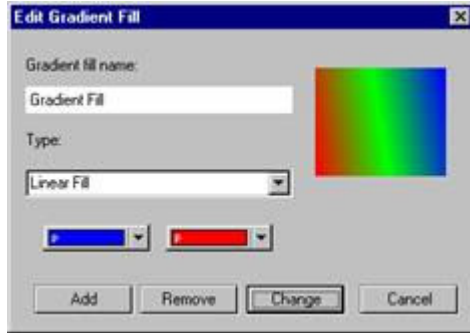 Edit Gradient Fill
Gradient fill name:
Gradient Fill
Type:
Linear Fill
Add Remove Change Cancel